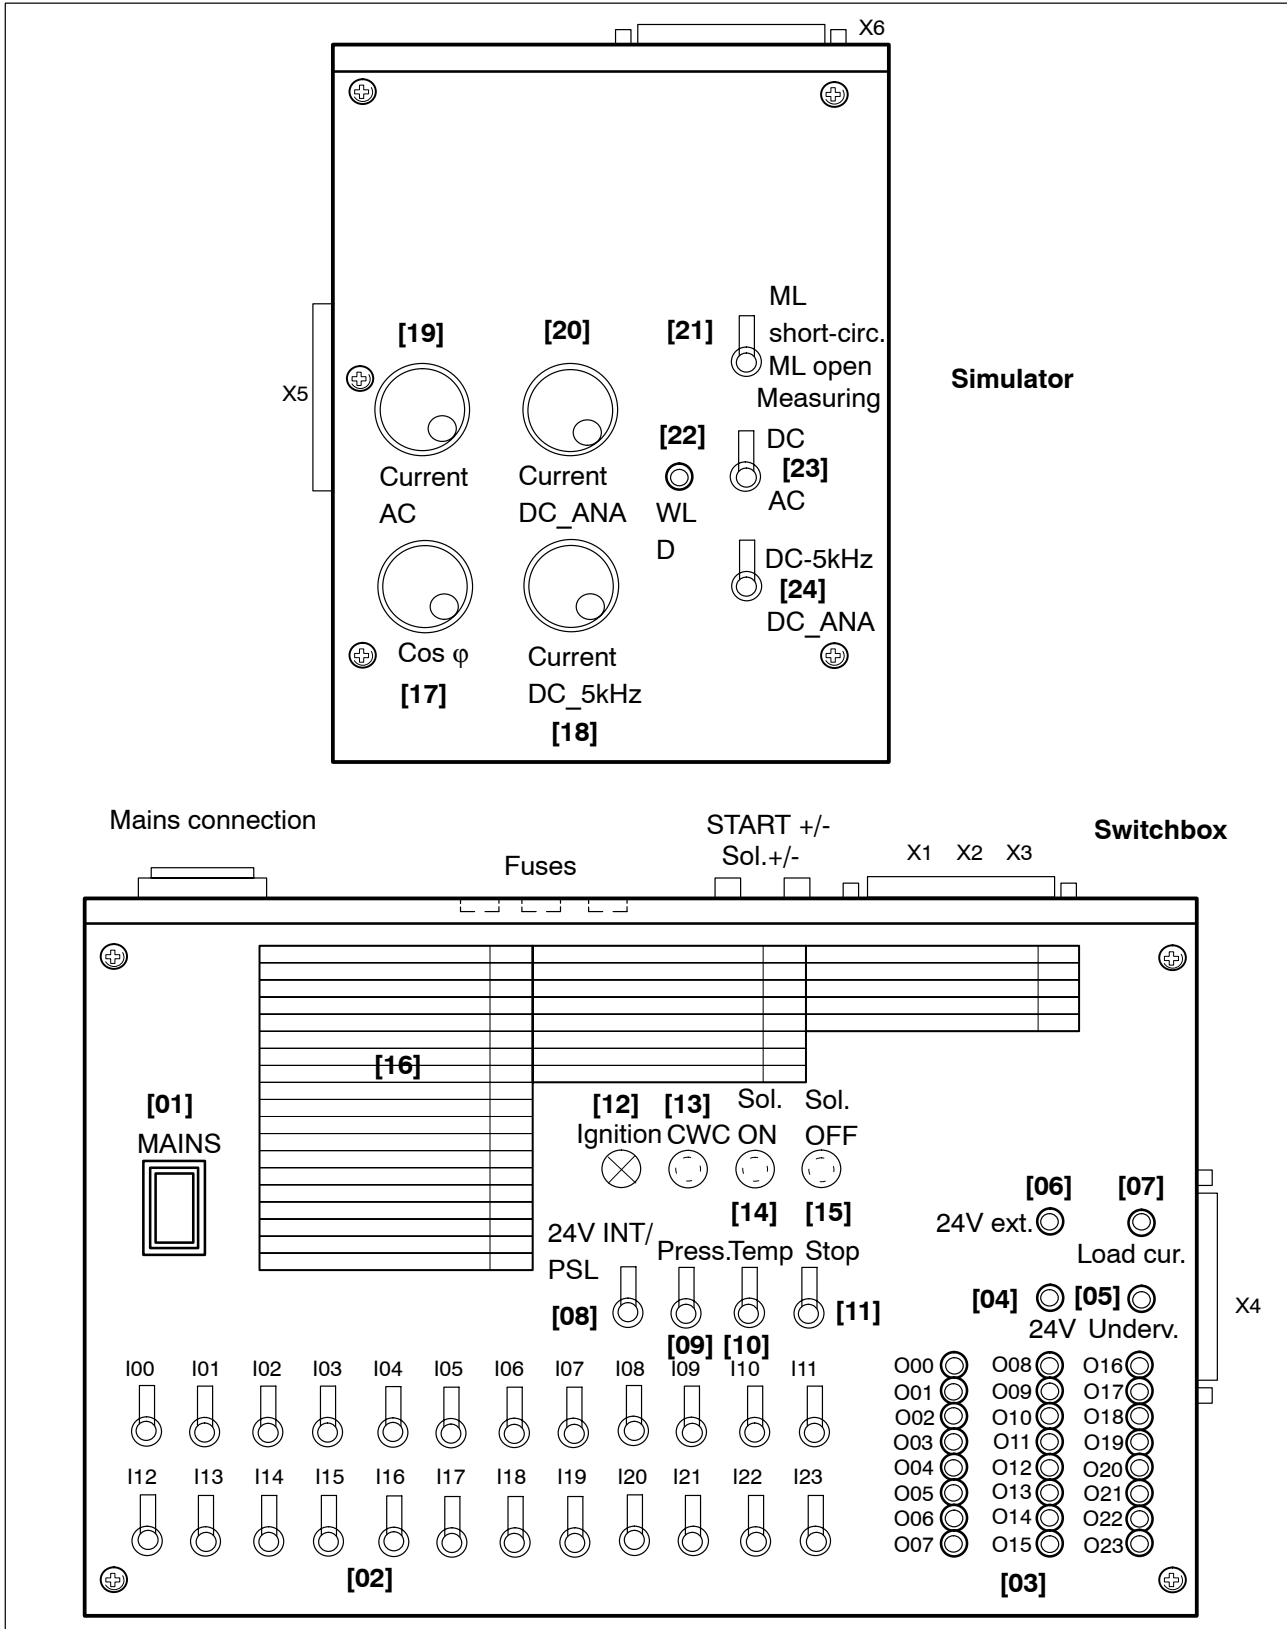 X6
ML
[19]
[20]
[21]
short-circ.
ML open
Measuring
Simulator
X5
[22]
DC
[23]
AC
Current
AC
Current
DC_ANA
WL
D
DC-5kHz
[24]
DC_ANA
Cos φ
[17]
Current
DC_5kHz
[18]
Mains connection
Fuses
START +/-
Sol.+/-
X1 X2 X3
Switchbox
[16]
[01]
MAINS
[12]
Ignition
[13]
CWC
Sol.
ON
Sol.
OFF
[14]
[15]
[06]
[07]
24V ext.
Load cur.
24V INT/
PSL
Press.
Temp
Stop
[08]
[09]
[10]
[11]
[04]
[05]
24V
Underv.
X4
I00 I01 I02 I03 I04 I05 I06 I07 I08 I09 I10 I11
I12 I13 I14 I15 I16 I17 I18 I19 I20 I21 I22 I23
[02]
O00 O08 O16
O01 O09 O17
O02 O10 O18
O03 O11 O19
O04 O12 O20
O05 O13 O21
O06 O14 O22
O07 O15 O23
[03]